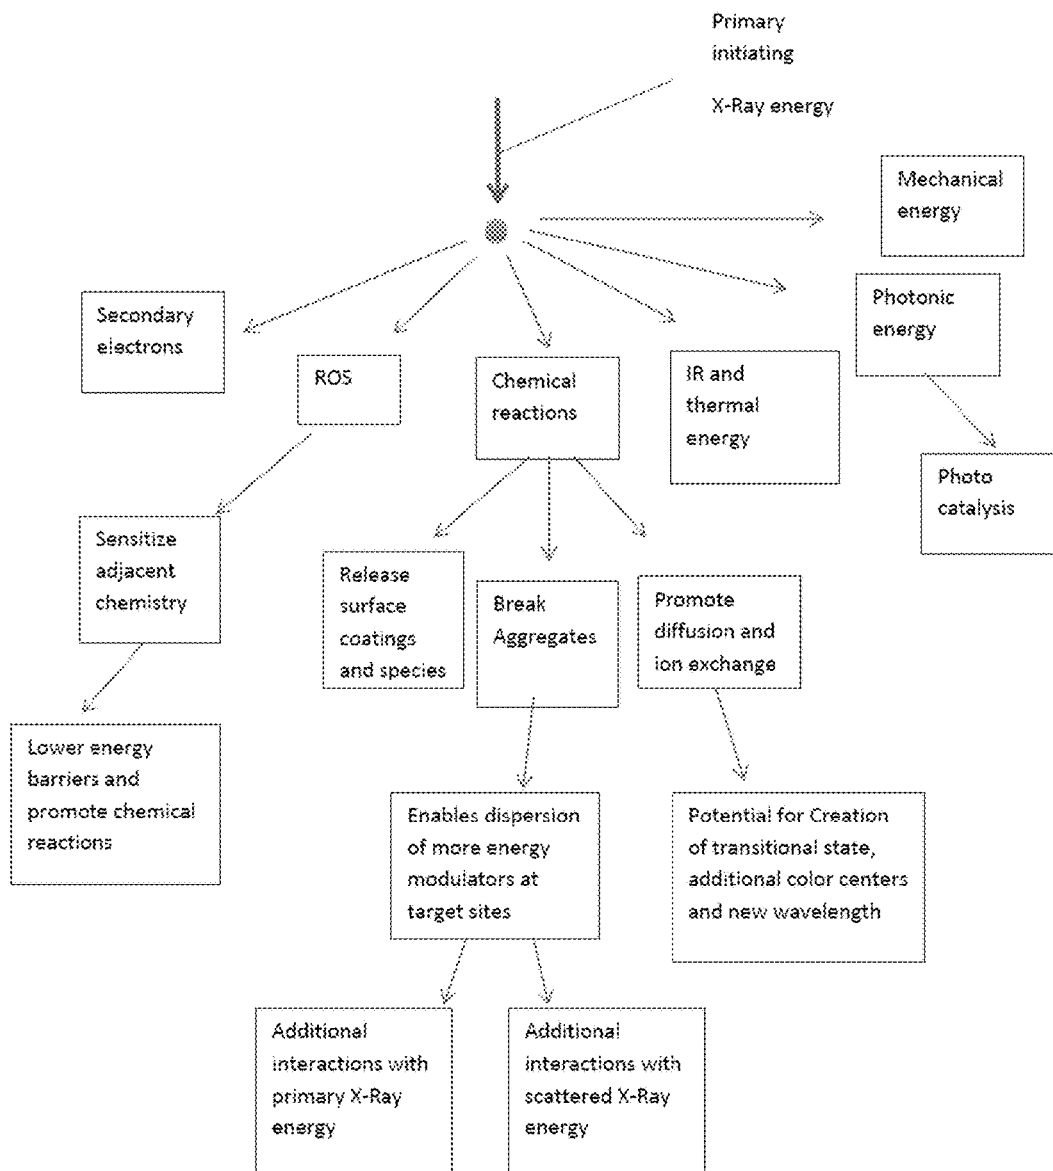 Primary
initiating
X-Ray energy
Mechanical
energy
Photonic
energy
Secondary
electrons
ROS
Chemical
reactions
IR and
thermal
energy
Photo
catalysis
Sensitize
adjacent
chemistry
Release
surface
coatings
and species
Break
Aggregates
Promote
diffusion and
ion exchange
Lower energy
barriers and
promote chemical
reactions
Enables dispersion
of more energy
modulators at
target sites
Potential for Creation
of transitional state,
additional color centers
and new wavelength
Additional
interactions with
primary X-Ray
energy
Additional
interactions with
scattered X-Ray
energy